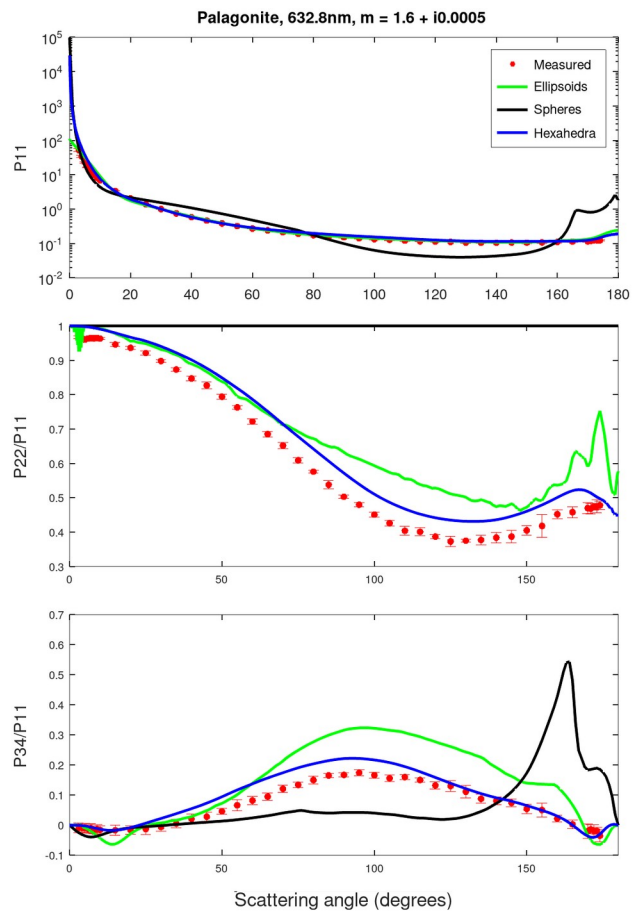 Palagonite, 632.8nm, m = 1.6 + i0.0005
10^5
10^4
10^3
10^2
10^1
10^0
10^-1
10^-2
P11
Measured
Ellipsoids
Spheres
Hexahedra
0 20 40 60 80 100 120 140 160 180
1
0.9
0.8
0.7
0.6
0.5
0.4
0.3
P22/P11
0 50 100 150
0.7
0.6
0.5
0.4
0.3
0.2
0.1
0
-0.1
P34/P11
0 50 100 150
Scattering angle (degrees)